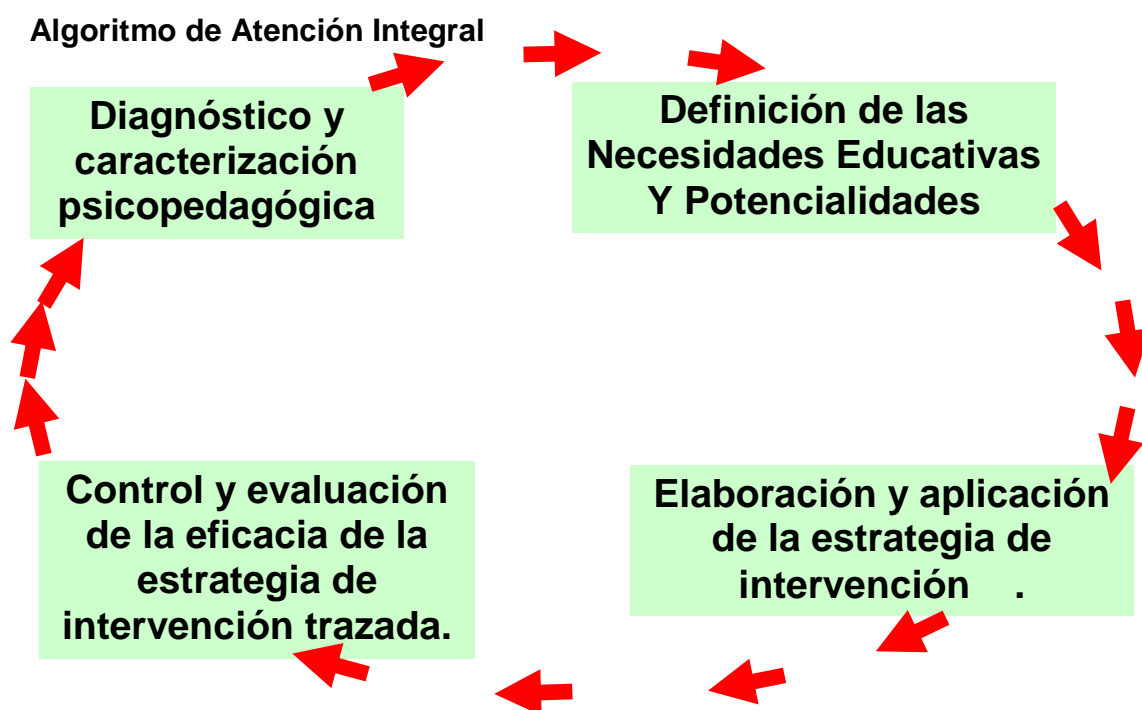 Algoritmo de Atención Integral
Diagnóstico y
caracterización
psicopedagógica
Definición de las
Necesidades Educativas
Y Potencialidades
Elaboración y aplicación
de la estrategia de
intervención .
Control y evaluación
de la eficacia de la
estrategia de
intervención trazada.